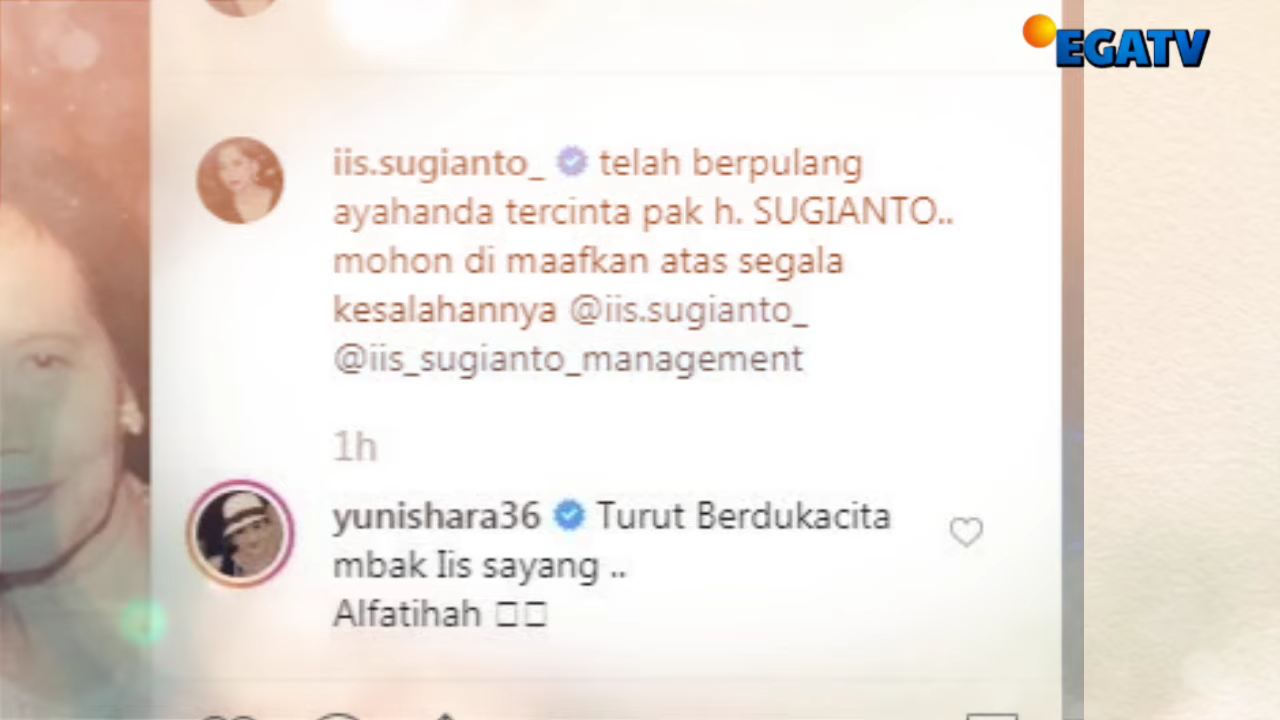 EGATV
iis.sugianto_ telah berpulang
ayahanda tercinta pak h. SUGIANTO..
mohon di maafkan atas segala
kesalahannya @iis.sugianto_
@iis_sugianto_management
1h
yunishara36 Turut Berdukacita
mbak Iis sayang ..
Alfatihah